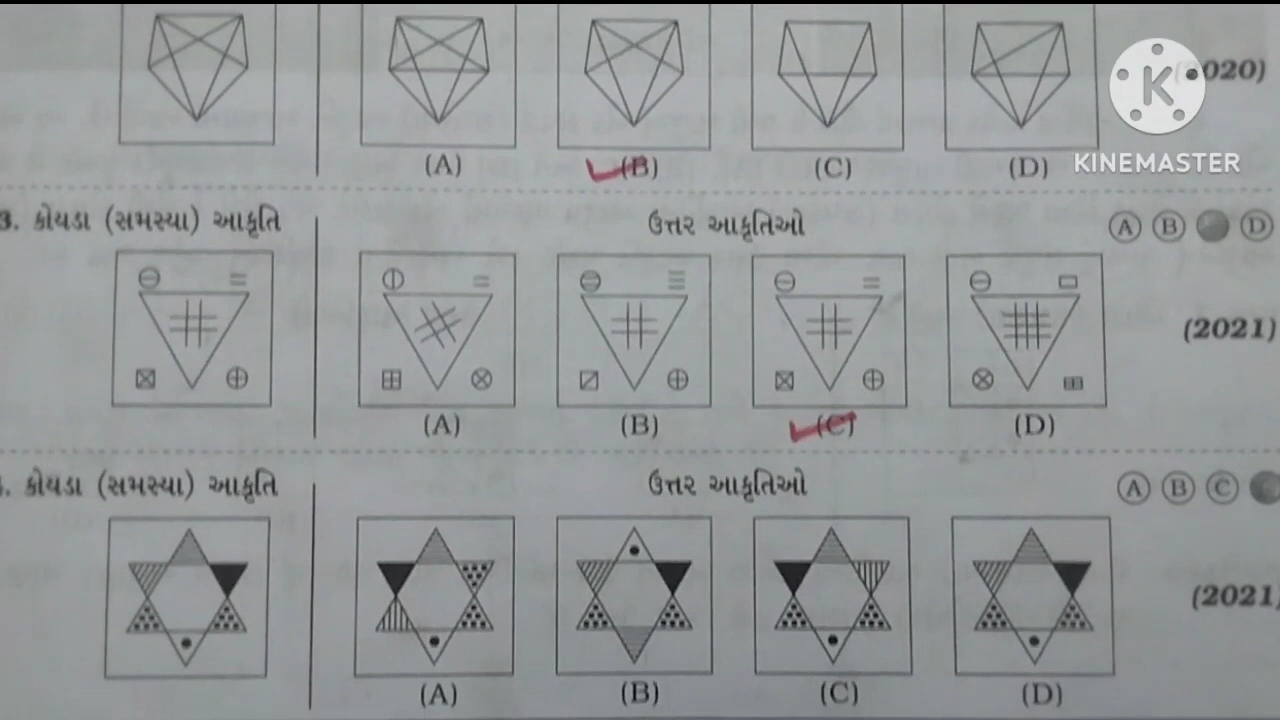 2020)
KINEMASTER
(A) (B) (C) (D)
3. કોયડા (સમસ્યા) આકૃતિ ઉત્તર આકૃતિઓ A B D
(2021)
(A) (B) (C) (D)
કોયડા (સમસ્યા) આકૃતિ ઉત્તર આકૃતિઓ A B C
(2021)
(A) (B) (C) (D)